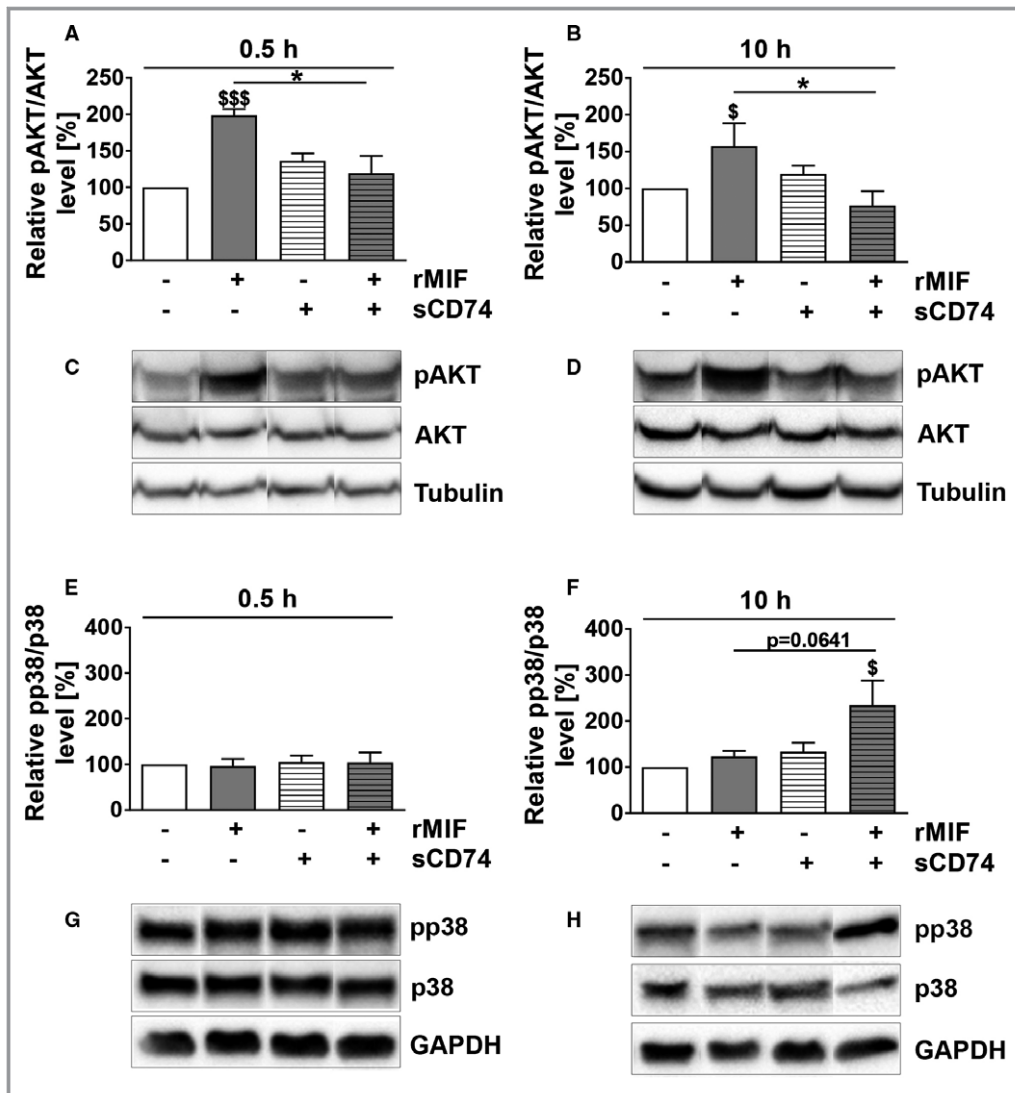 A
0.5 h
Relative pAKT/AKT
level [%]
250
200
150
100
50
0
$$$
*
- + - + rMIF
- - + + sCD74
B
10 h
Relative pAKT/AKT
level [%]
250
200
150
100
50
0
$
*
- + - + rMIF
- - + + sCD74
C
pAKT
AKT
Tubulin
D
pAKT
AKT
Tubulin
E
0.5 h
Relative pp38/p38
level [%]
400
300
200
100
0
- + - + rMIF
- - + + sCD74
F
10 h
Relative pp38/p38
level [%]
400
300
200
100
0
p=0.0641
$
- + - + rMIF
- - + + sCD74
G
pp38
p38
GAPDH
H
pp38
p38
GAPDH